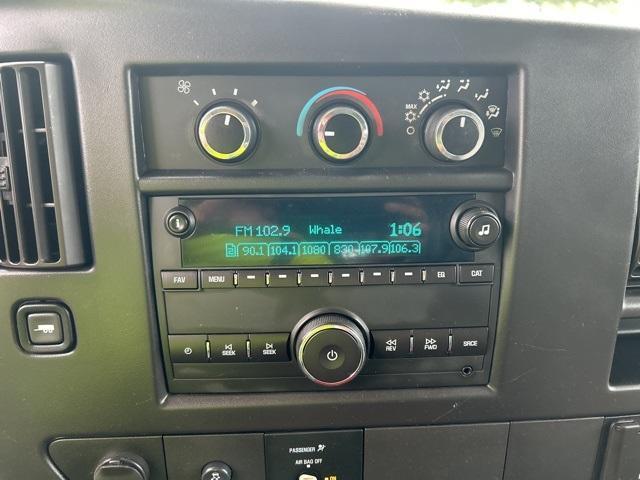 MAX
FM 102.9 Whale 1:06
90.1 104.1 1080 830 107.9 106.3
FAV MENU EQ CAT
SEEK SEEK REV FWD SRCE
PASSENGER
AIR BAG OFF
ON